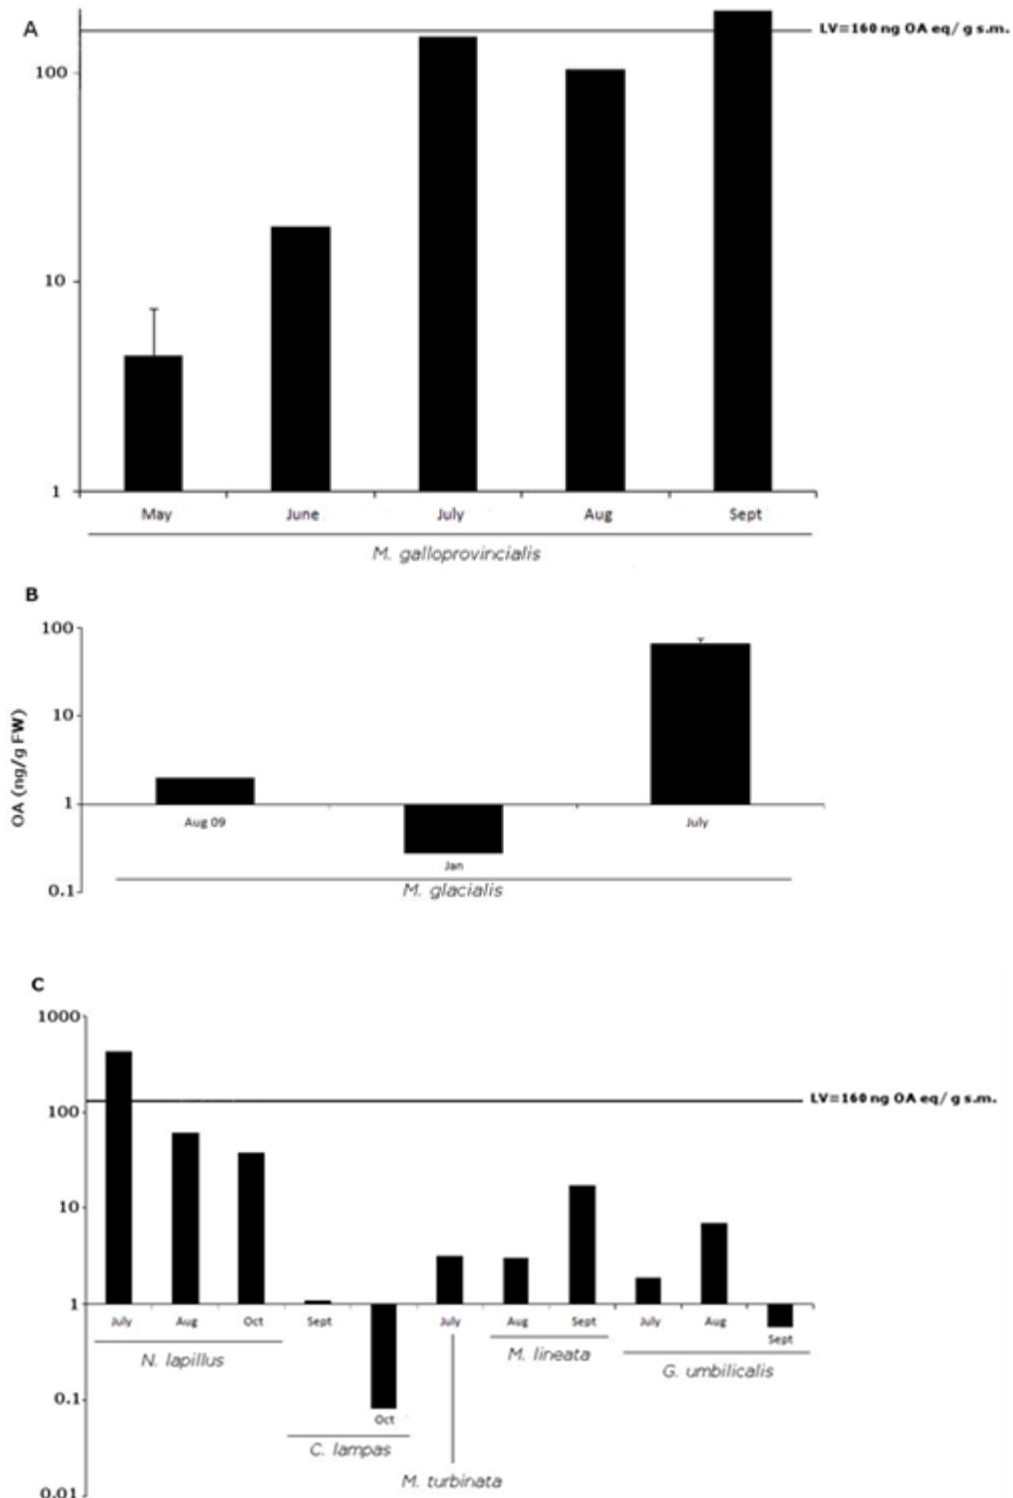 A
LV=160 ng OA eq/ g s.m.
100
10
1
May June July Aug Sept
M. galloprovincialis
B
100
10
1
0.1
OA (ng/g FW)
Aug 09
July
Jan
M. glacialis
C
1000
LV=160 ng OA eq/ g s.m.
100
10
1
July Aug Oct Sept July Aug Sept July Aug
Sept
N. lapillus
M. lineata
G. umbilicalis
0.1
Oct
C. lampas
M. turbinata
0.01